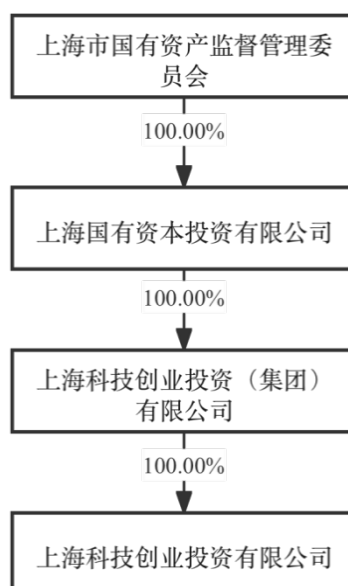 上海市国有资产监督管理委
员会
100.00%
上海国有资本投资有限公司
100.00%
上海科技创业投资（集团）
有限公司
100.00%
上海科技创业投资有限公司